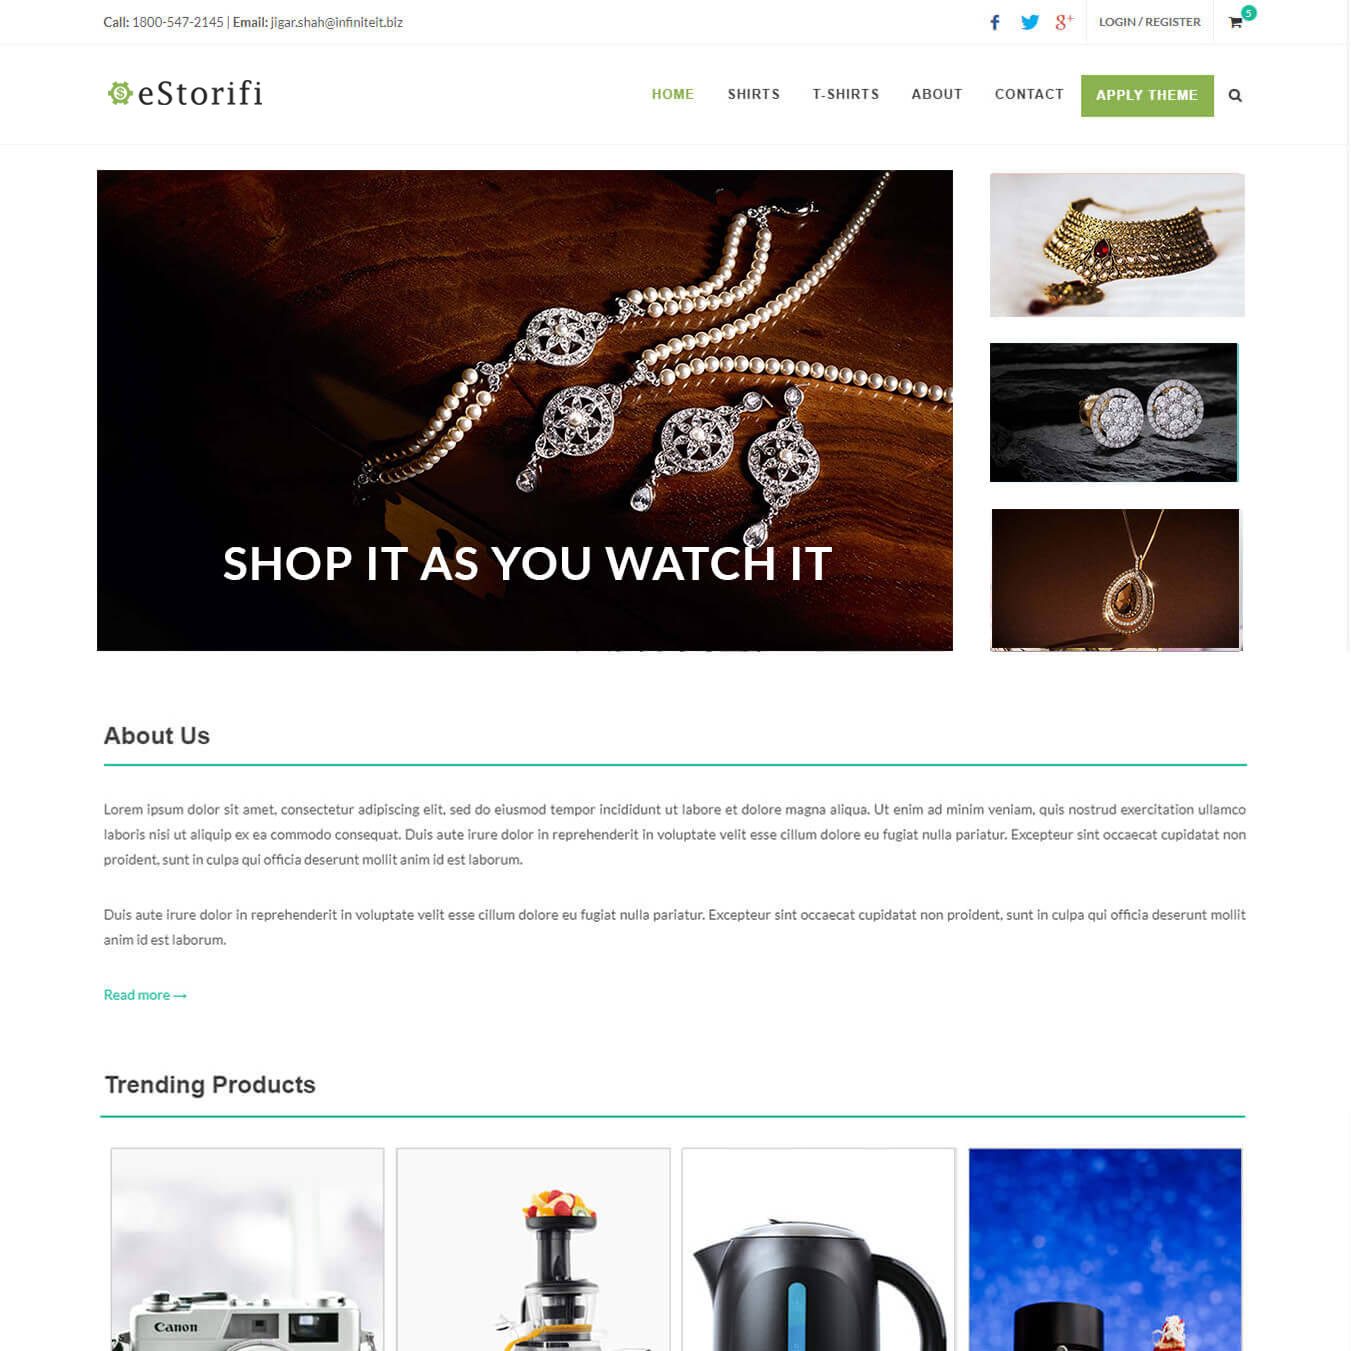 Call: 1800-547-2145 | Email: jigar.shah@infiniteit.biz
LOGIN / REGISTER
5
eStorifi
HOME
SHIRTS
T-SHIRTS
ABOUT
CONTACT
APPLY THEME
SHOP IT AS YOU WATCH IT
About Us
Lorem ipsum dolor sit amet, consectetur adipiscing elit, sed do eiusmod tempor incididunt ut labore et dolore magna aliqua. Ut enim ad minim veniam, quis nostrud exercitation ullamco
laboris nisi ut aliquip ex ea commodo consequat. Duis aute irure dolor in reprehenderit in voluptate velit esse cillum dolore eu fugiat nulla pariatur. Excepteur sint occaecat cupidatat non
proident, sunt in culpa qui officia deserunt mollit anim id est laborum.
Duis aute irure dolor in reprehenderit in voluptate velit esse cillum dolore eu fugiat nulla pariatur. Excepteur sint occaecat cupidatat non proident, sunt in culpa qui officia deserunt mollit
anim id est laborum.
Read more →
Trending Products
Canon